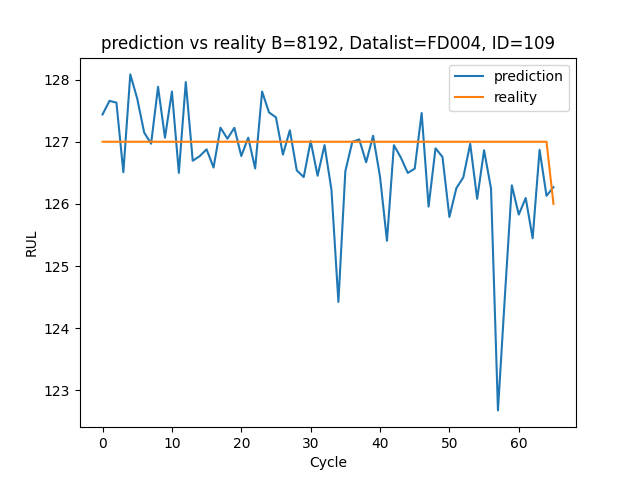 prediction vs reality B=8192, Datalist=FD004, ID=109
prediction
reality
128
127
126
125
124
123
RUL
0 10 20 30 40 50 60
Cycle